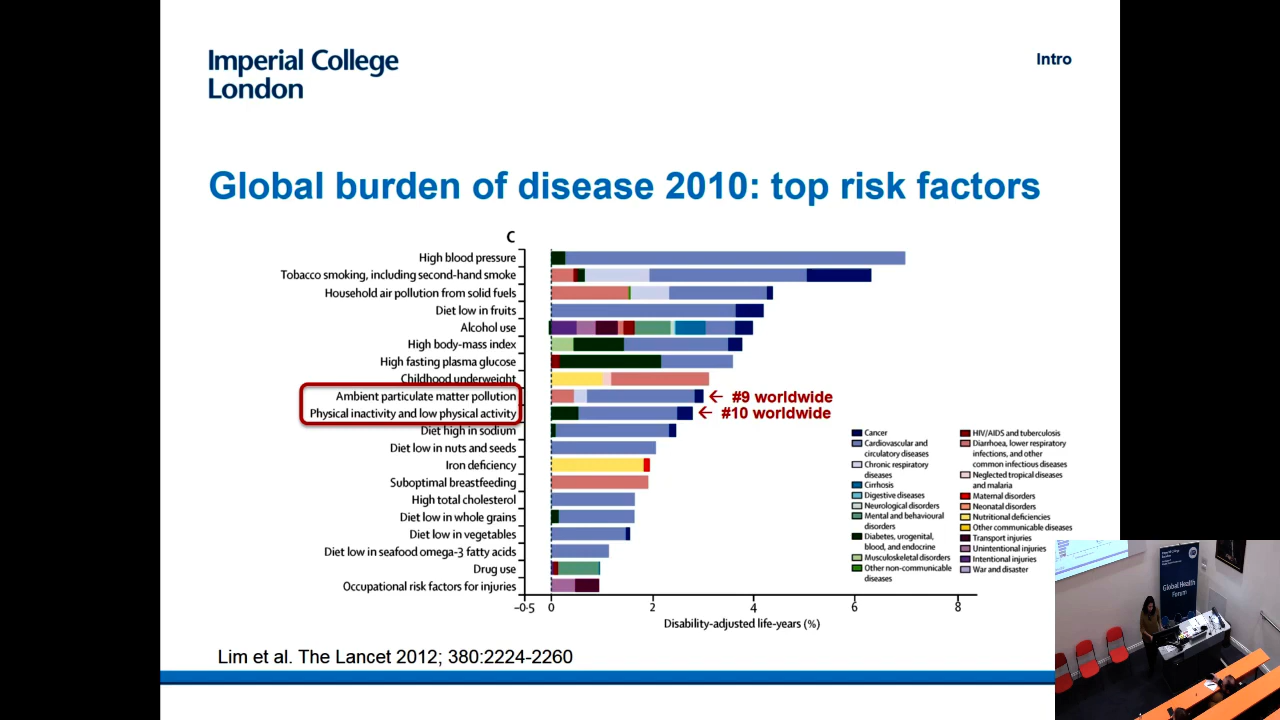 Imperial College
London
Intro
Global burden of disease 2010: top risk factors
C
High blood pressure
Tobacco smoking, including second-hand smoke
Household air pollution from solid fuels
Diet low in fruits
Alcohol use
High body-mass index
High fasting plasma glucose
Childhood underweight
Ambient particulate matter pollution
#9 worldwide
Physical inactivity and low physical activity
#10 worldwide
Diet high in sodium
Diet low in nuts and seeds
Iron deficiency
Suboptimal breastfeeding
High total cholesterol
Diet low in whole grains
Diet low in vegetables
Diet low in seafood omega-3 fatty acids
Drug use
Occupational risk factors for injuries
Cancer
Cardiovascular and
circulatory diseases
Chronic respiratory
diseases
Cirrhosis
Digestive diseases
Neurological disorders
Mental and behavioural
disorders
Diabetes, urogenital,
blood, and endocrine
Musculoskeletal disorders
Other non-communicable
diseases
HIV/AIDS and tuberculosis
Diarrhoea, lower respiratory
infections, and other
common infectious diseases
Neglected tropical diseases
and malaria
Maternal disorders
Neonatal disorders
Nutritional deficiencies
Other communicable diseases
Transport injuries
Unintentional injuries
Intentional injuries
War and disaster
–0·5 0 2 4 6 8
Disability-adjusted life-years (%)
Lim et al. The Lancet 2012; 380:2224-2260
Global Health
Forum